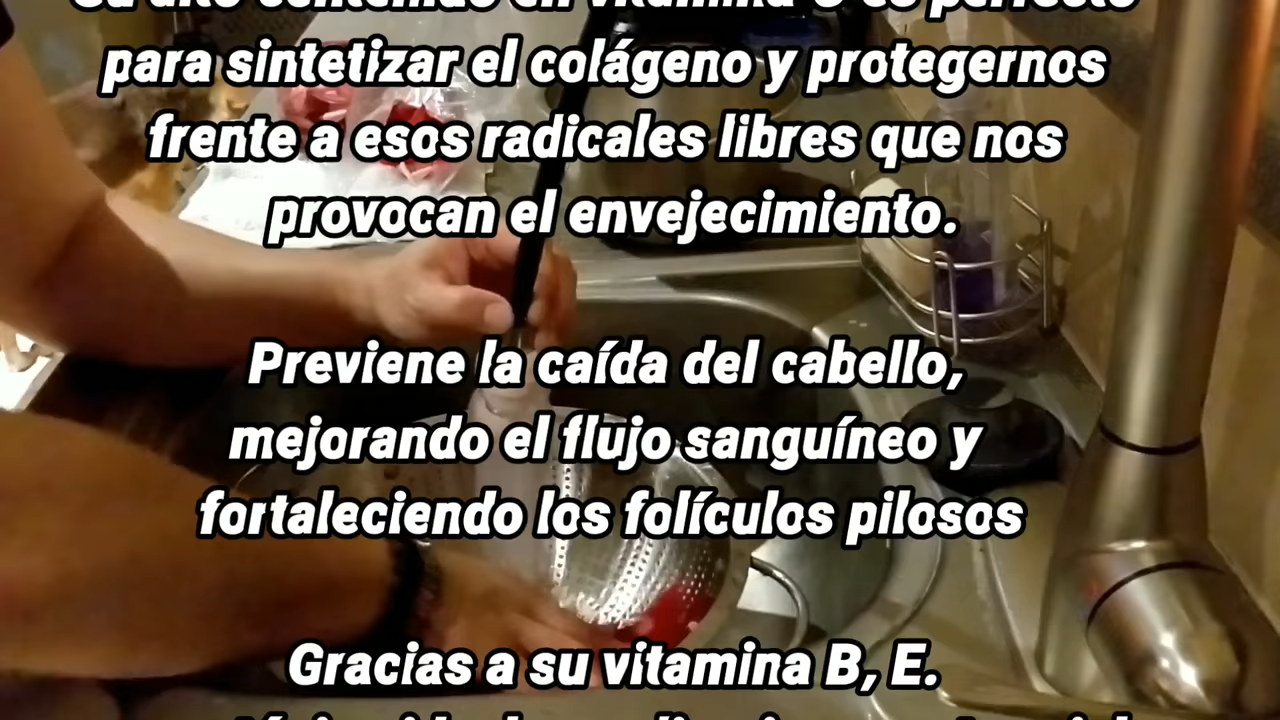 para sintetizar el colágeno y protegernos
frente a esos radicales libres que nos
provocan el envejecimiento.
Previene la caída del cabello,
mejorando el flujo sanguíneo y
fortaleciendo los folículos pilosos
Gracias a su vitamina B, E.